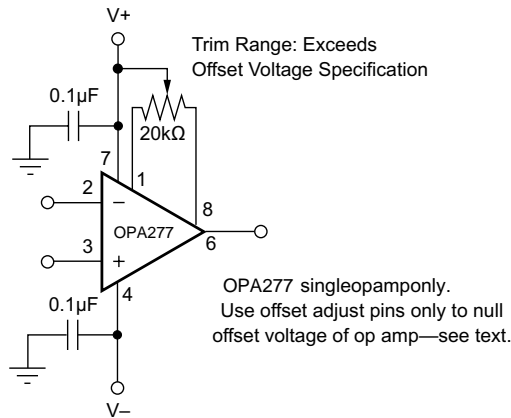 V+
Trim Range: Exceeds
Offset Voltage Specification
0.1µF
20kΩ
7
1
2
−
8
OPA277
6
3
+
4
0.1µF
OPA277 singleopamponly.
Use offset adjust pins only to null
offset voltage of op amp—see text.
V−